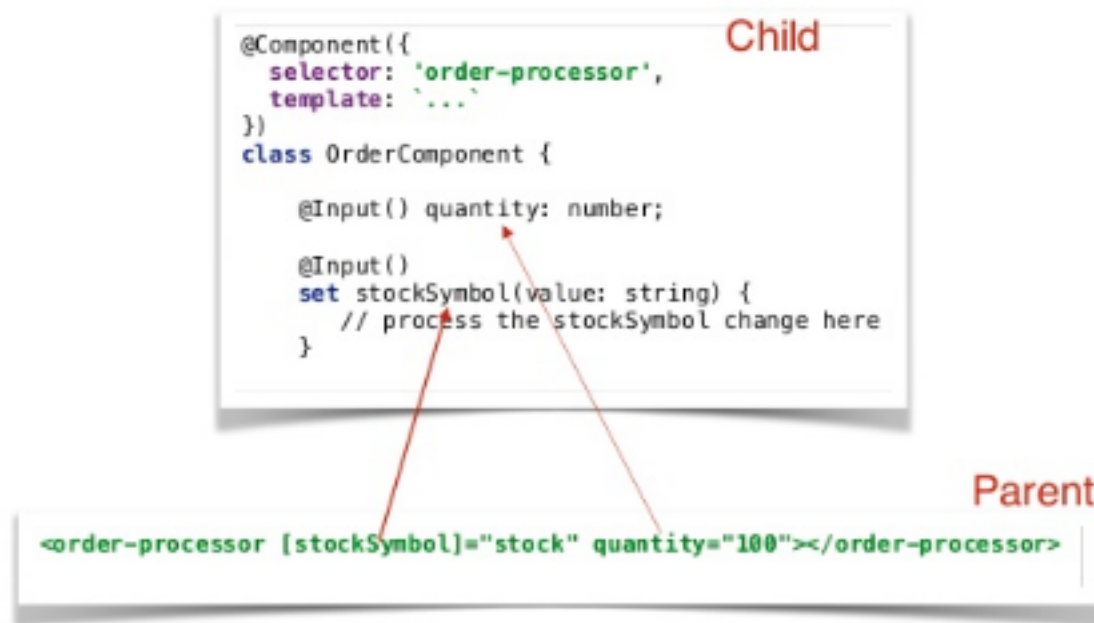 Child
@Component({
  selector: 'order-processor',
  template: `...`
})
class OrderComponent {
    @Input() quantity: number;
    @Input()
    set stockSymbol(value: string) {
       // process the stockSymbol change here
    }
Parent
<order-processor [stockSymbol]="stock" quantity="100"></order-processor>